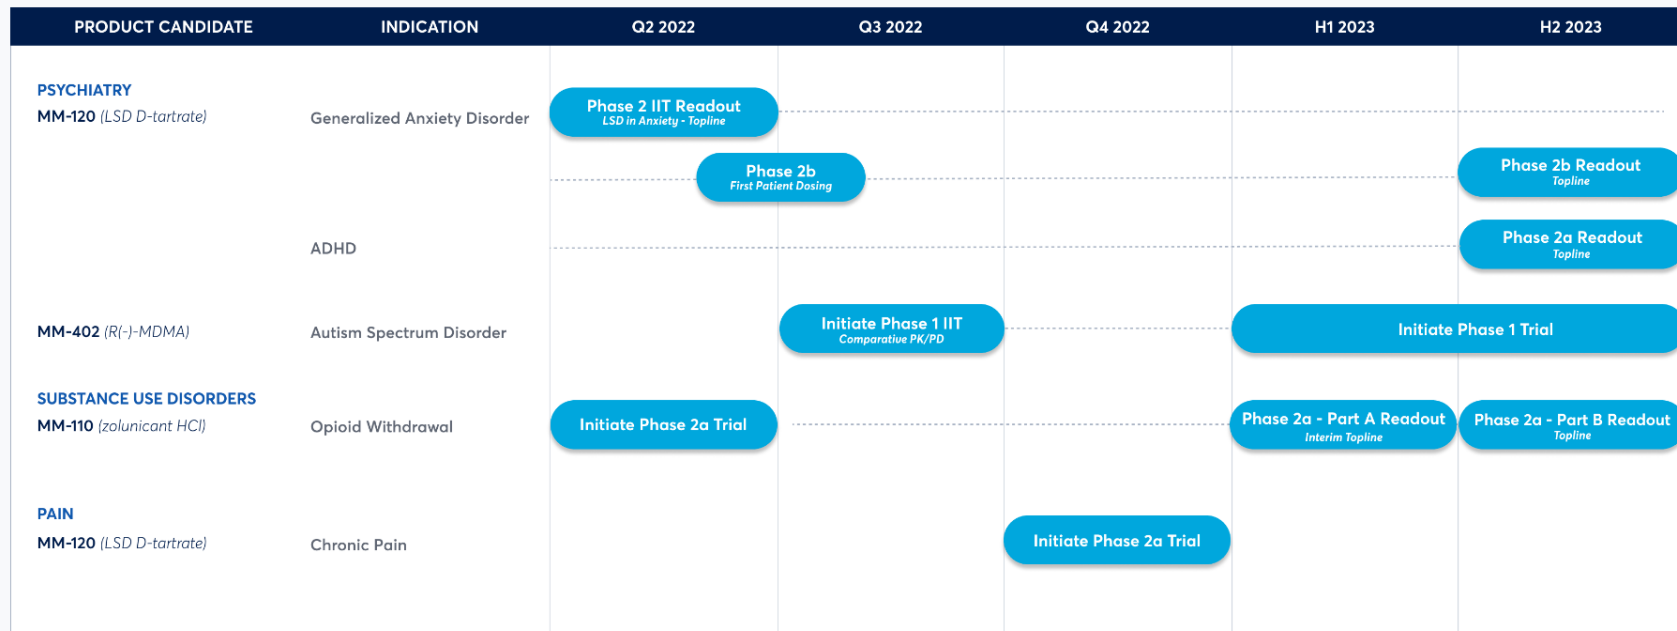 PRODUCT CANDIDATE INDICATION Q2 2022 Q3 2022 Q4 2022 H1 2023 H2 2023
PSYCHIATRY
MM-120 (LSD D-tartrate) Generalized Anxiety Disorder Phase 2 IIT Readout
LSD in Anxiety - Topline
Phase 2b Phase 2b Readout
First Patient Dosing Topline
ADHD Phase 2a Readout
Topline
MM-402 (R(-)-MDMA) Autism Spectrum Disorder Initiate Phase 1 IIT Initiate Phase 1 Trial
Comparative PK/PD
SUBSTANCE USE DISORDERS
MM-110 (zolunicant HCl) Opioid Withdrawal Initiate Phase 2a Trial Phase 2a - Part A Readout Phase 2a - Part B Readout
Interim Topline Topline
PAIN
MM-120 (LSD D-tartrate) Chronic Pain Initiate Phase 2a Trial